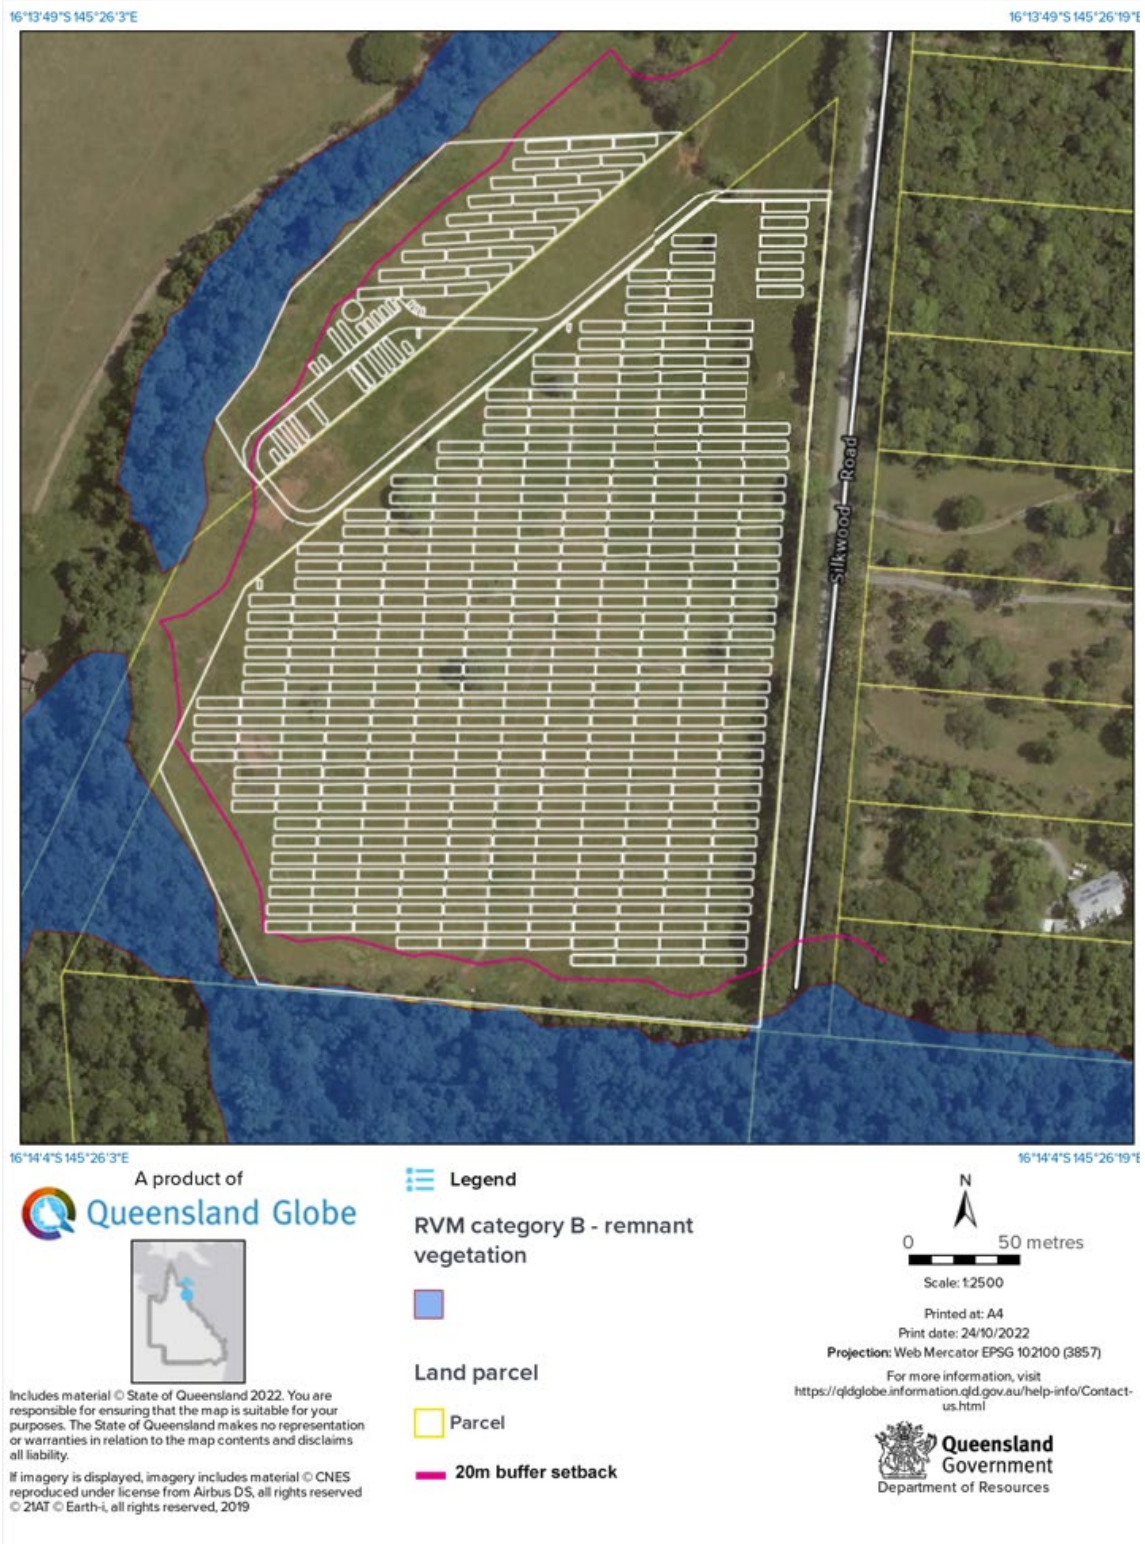 16°13'49"S 145°26'3"E
16°13'49"S 145°26'19"E
Silkwood Road
16°14'4"S 145°26'3"E
16°14'4"S 145°26'19"E
A product of
Queensland Globe
Includes material © State of Queensland 2022. You are
responsible for ensuring that the map is suitable for your
purposes. The State of Queensland makes no representation
or warranties in relation to the map contents and disclaims
all liability.
If imagery is displayed, imagery includes material © CNES
reproduced under license from Airbus DS, all rights reserved
© 21AT © Earth-i, all rights reserved, 2019
Legend
RVM category B - remnant
vegetation
Land parcel
Parcel
20m buffer setback
N
0 50 metres
Scale: 1:2500
Printed at: A4
Print date: 24/10/2022
Projection: Web Mercator EPSG 102100 (3857)
For more information, visit
https://qldglobe.information.qld.gov.au/help-info/Contact-
us.html
Queensland
Government
Department of Resources